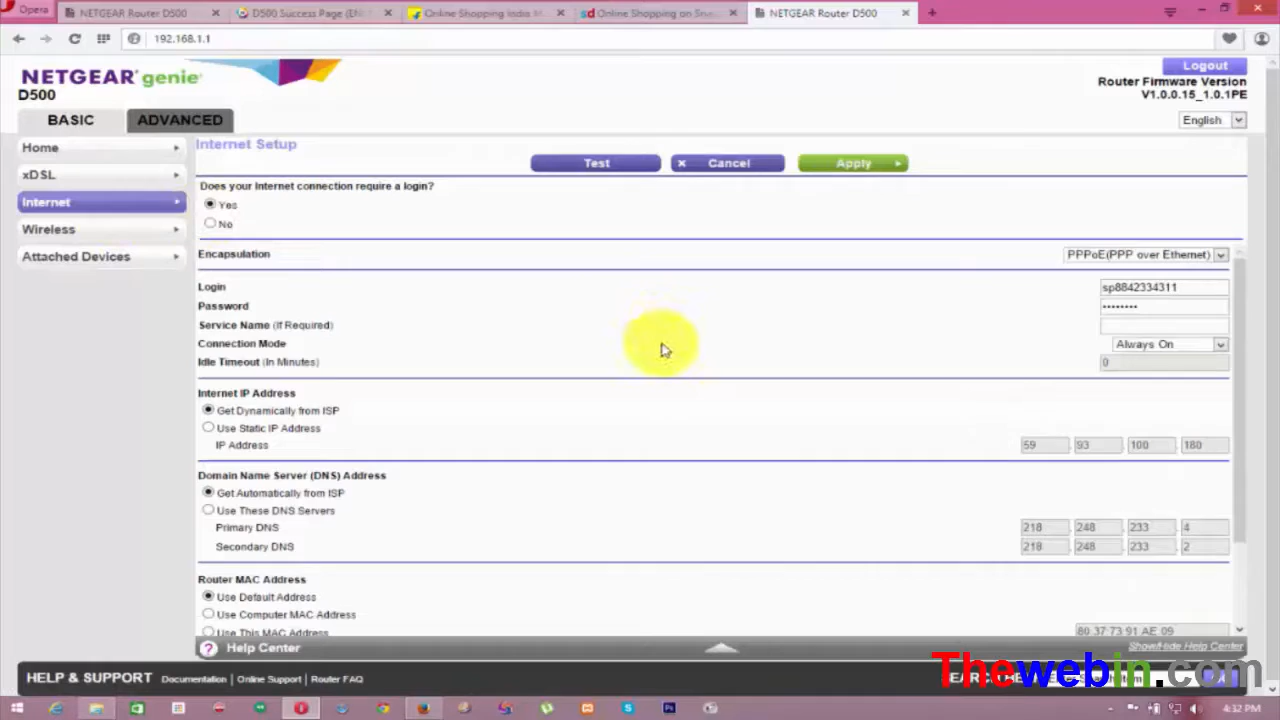 Opera
NETGEAR Router D500 × D500 Success Page (EN × Online Shopping India M × Online Shopping on Snap × NETGEAR Router D500 × +
192.168.1.1
NETGEAR® genie®
D500
Logout
Router Firmware Version
V1.0.0.15_1.0.1PE
BASIC ADVANCED
English
Home
xDSL
Internet
Wireless
Attached Devices
Internet Setup
Test × Cancel Apply
Does your Internet connection require a login?
Yes
No
Encapsulation PPPoE(PPP over Ethernet)
Login sp8842334311
Password ••••••••
Service Name (If Required)
Connection Mode Always On
Idle Timeout (In Minutes) 0
Internet IP Address
Get Dynamically from ISP
Use Static IP Address
IP Address 59 . 93 . 100 . 180
Domain Name Server (DNS) Address
Get Automatically from ISP
Use These DNS Servers
Primary DNS 218 . 248 . 233 . 4
Secondary DNS 218 . 248 . 233 . 2
Router MAC Address
Use Default Address
Use Computer MAC Address
Use This MAC Address 80:37:73:91:AE:09
? Help Center Show/Hide Help Center
HELP & SUPPORT Documentation | Online Support | Router FAQ
Thewebin.com
4:32 PM